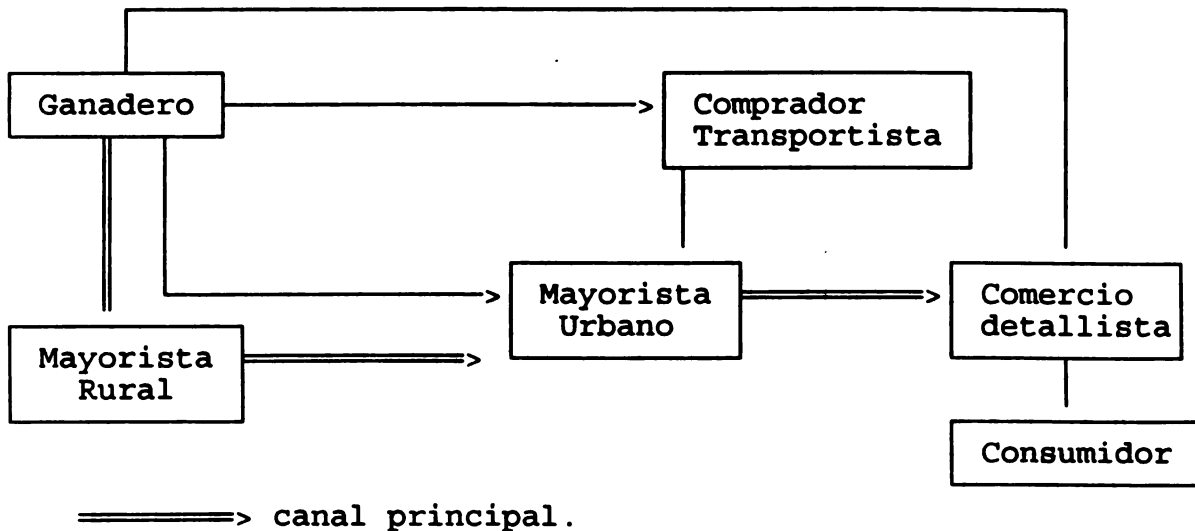 Ganadero
Comprador
Transportista
Mayorista
Urbano
Comercio
detallista
Mayorista
Rural
Consumidor
canal principal.